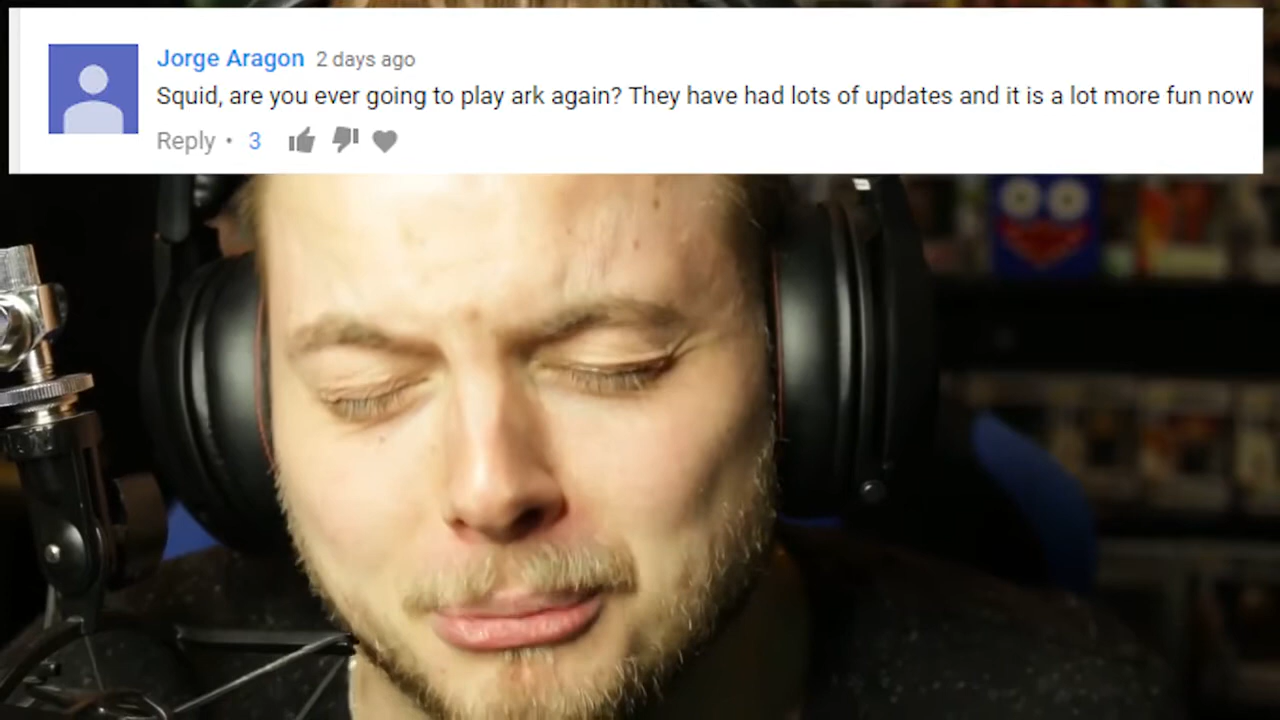 Jorge Aragon 2 days ago
Squid, are you ever going to play ark again? They have had lots of updates and it is a lot more fun now
Reply • 3